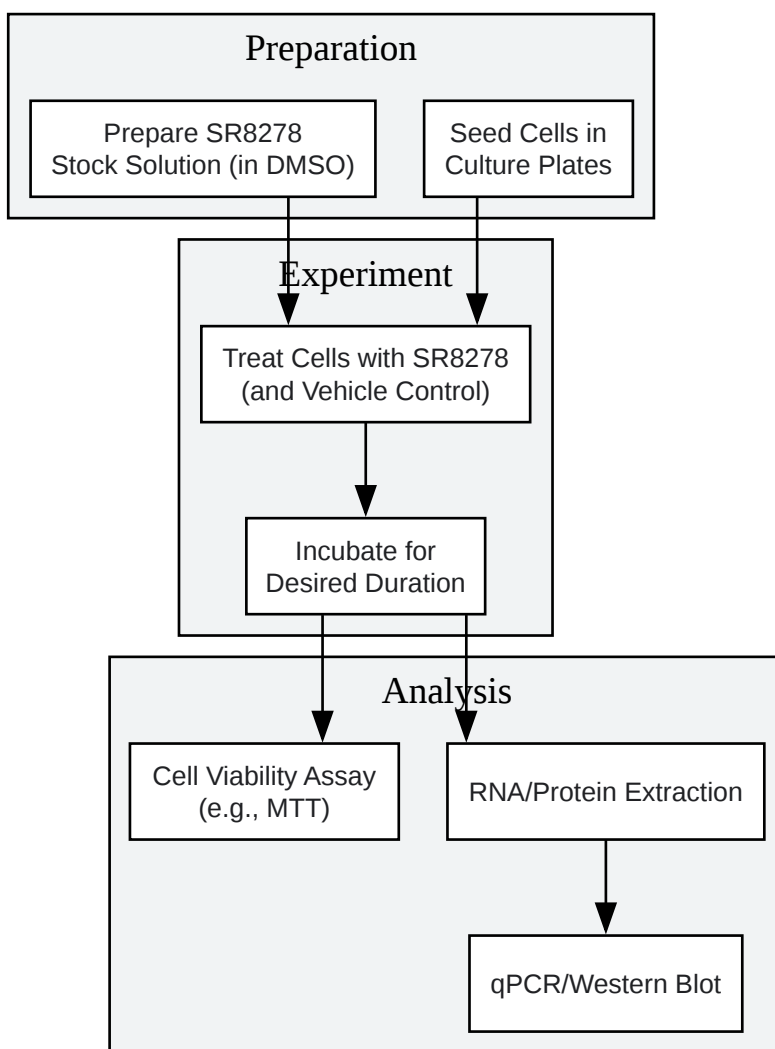 Preparation
Prepare SR8278
Stock Solution (in DMSO)
Seed Cells in
Culture Plates
Experiment
Treat Cells with SR8278
(and Vehicle Control)
Incubate for
Desired Duration
Analysis
Cell Viability Assay
(e.g., MTT)
RNA/Protein Extraction
qPCR/Western Blot